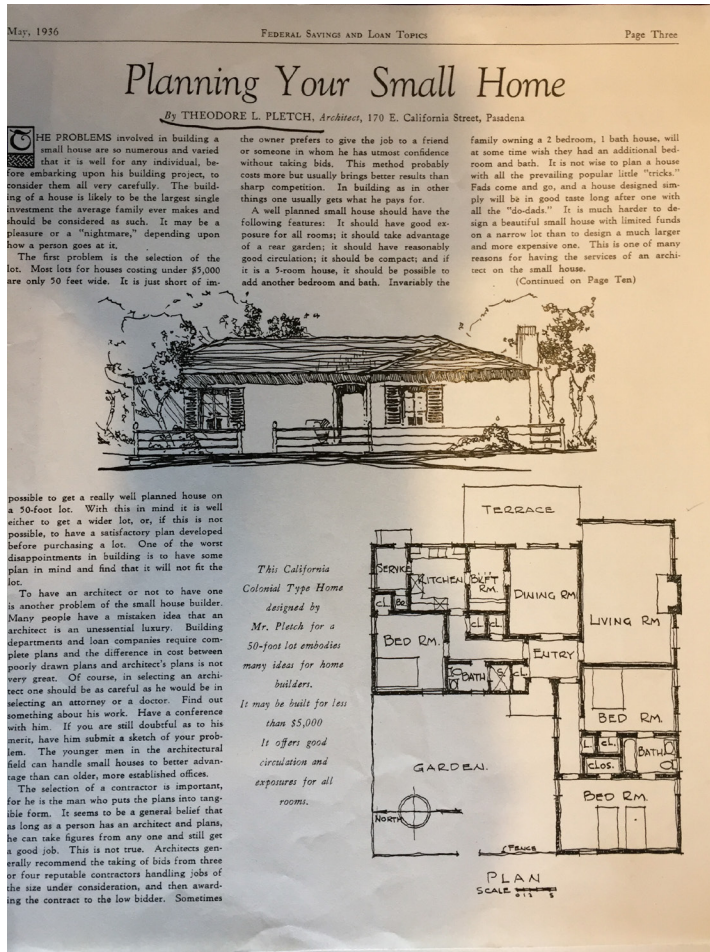 May, 1936
FEDERAL SAVINGS AND LOAN TOPICS
Page Three
Planning Your Small Home
By THEODORE L. PLETCH, Architect, 170 E. California Street, Pasadena
THE PROBLEMS involved in building a
small house are so numerous and varied
that it is well for any individual, be-
fore embarking upon his building project, to
consider them all very carefully. The build-
ing of a house is likely to be the largest single
investment the average family ever makes and
should be considered as such. It may be a
pleasure or a "nightmare," depending upon
how a person goes at it.
The first problem is the selection of the
lot. Most lots for houses costing under $5,000
are only 50 feet wide. It is just short of im-
possible to get a really well planned house on
a 50-foot lot. With this in mind it is well
either to get a wider lot, or, if this is not
possible, to have a satisfactory plan developed
before purchasing a lot. One of the worst
disappointments in building is to have some
plan in mind and find that it will not fit the
lot.
To have an architect or not to have one
is another problem of the small house builder.
Many people have a mistaken idea that an
architect is an unessential luxury. Building
departments and loan companies require com-
plete plans and the difference in cost between
poorly drawn plans and architect's plans is not
very great. Of course, in selecting an archi-
tect one should be as careful as he would be in
selecting an attorney or a doctor. Find out
something about his work. Have a conference
with him. If you are still doubtful as to his
merit, have him submit a sketch of your prob-
lem. The younger men in the architectural
field can handle small houses to better advan-
tage than can older, more established offices.
The selection of a contractor is important,
for he is the man who puts the plans into tang-
ible form. It seems to be a general belief that
as long as a person has an architect and plans,
he can take figures from any one and still get
a good job. This is not true. Architects gen-
erally recommend the taking of bids from three
or four reputable contractors handling jobs of
the size under consideration, and then award-
ing the contract to the low bidder. Sometimes
the owner prefers to give the job to a friend
or someone in whom he has utmost confidence
without taking bids. This method probably
costs more but usually brings better results than
sharp competition. In building as in other
things one usually gets what he pays for.
A well planned small house should have the
following features: It should have good ex-
posure for all rooms; it should take advantage
of a rear garden; it should have reasonably
good circulation; it should be compact; and if
it is a 5-room house, it should be possible to
add another bedroom and bath. Invariably the
family owning a 2 bedroom, 1 bath house, will
at some time wish they had an additional bed-
room and bath. It is not wise to plan a house
with all the prevailing popular little "tricks."
Fads come and go, and a house designed sim-
ply will be in good taste long after one with
all the "do-dads." It is much harder to de-
sign a beautiful small house with limited funds
on a narrow lot than to design a much larger
and more expensive one. This is one of many
reasons for having the services of an archi-
tect on the small house.
(Continued on Page Ten)
This California
Colonial Type Home
designed by
Mr. Pletch for a
50-foot lot embodies
many ideas for home
builders.
It may be built for less
than $5,000
It offers good
circulation and
exposures for all
rooms.
TERRACE
SERVICE
KITCHEN
BKFT
RM.
DINING RM
LIVING RM
CL.
CL
CL
BED RM.
ENTRY
BATH
CL.
BED RM.
CL.
BATH
CLOS.
GARDEN.
BED RM.
NORTH
FENCE
PLAN
SCALE